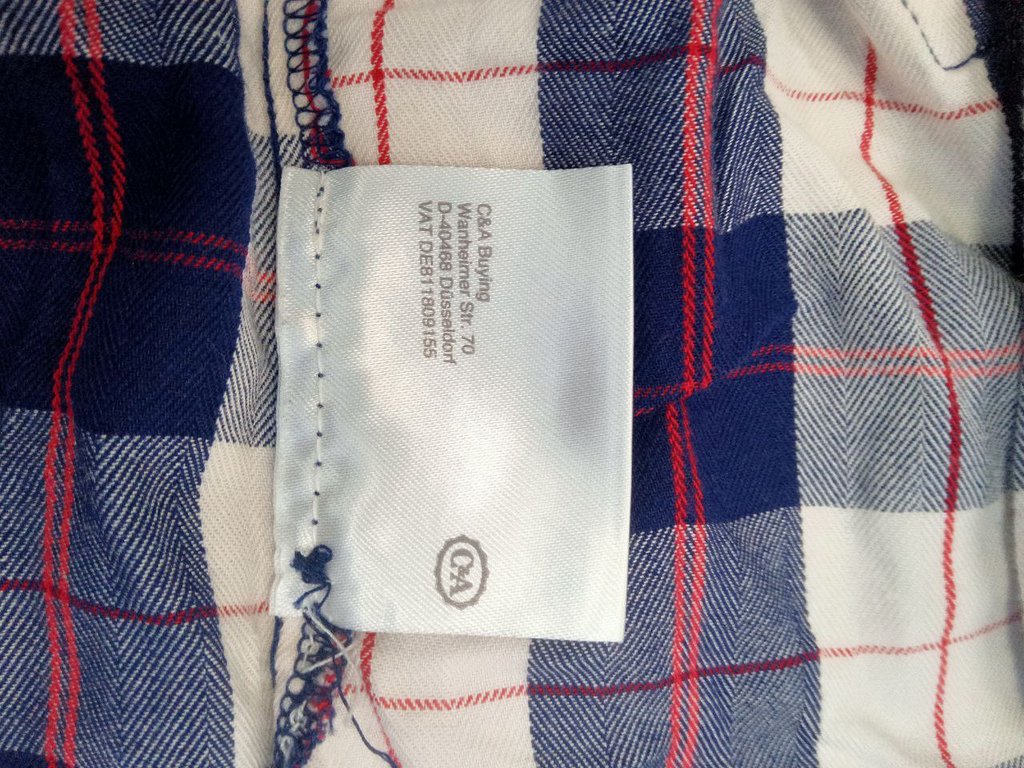 C&A Buying
Wanheimer Str. 70
D-40468 Düsseldorf
VAT DE811809155
C&A